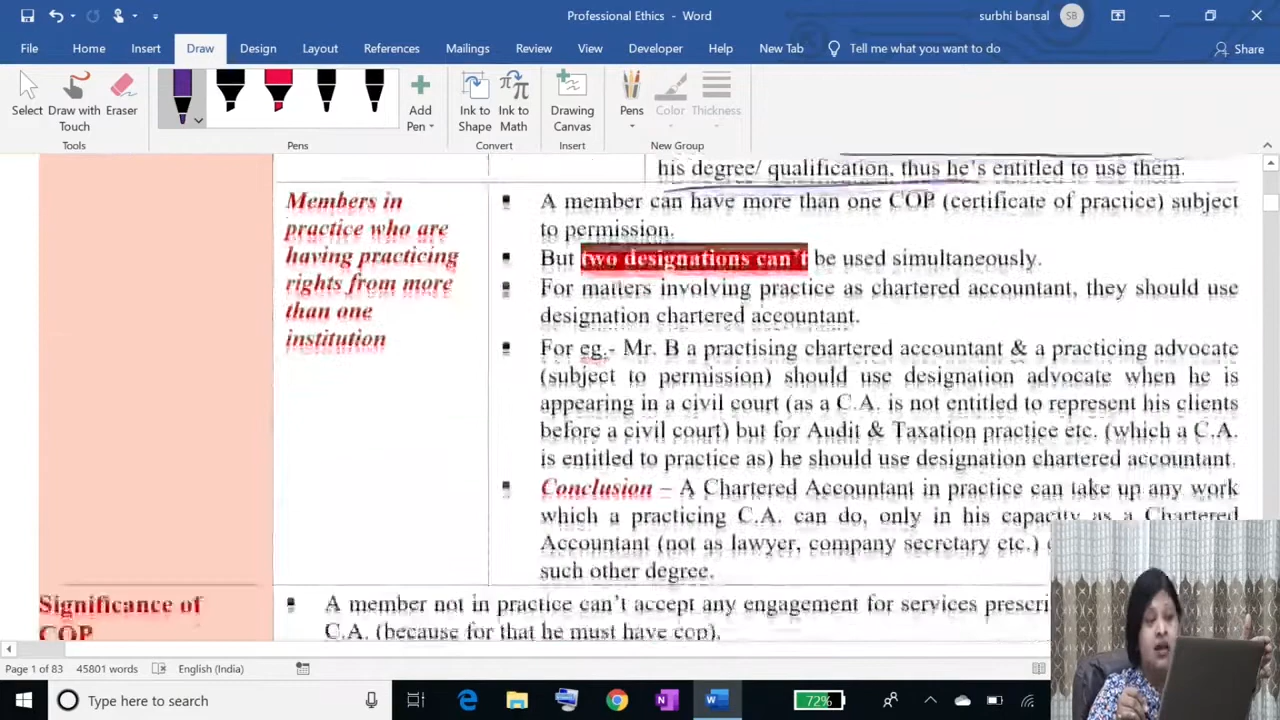 Professional Ethics - Word
surbhi bansal
SB
File Home Insert Draw Design Layout References Mailings Review View Developer Help New Tab Tell me what you want to do Share
Select Draw with Touch Eraser
Add Pen
Ink to Shape Ink to Math
Drawing Canvas
Pens Color Thickness
Tools Pens Convert Insert New Group
his degree/ qualification, thus he's entitled to use them.
Members in
practice who are
having practicing
rights from more
than one
institution
▪ A member can have more than one COP (certificate of practice) subject
to permission.
▪ But two designations can't be used simultaneously.
▪ For matters involving practice as chartered accountant, they should use
designation chartered accountant.
▪ For eg.- Mr. B a practising chartered accountant & a practicing advocate
(subject to permission) should use designation advocate when he is
appearing in a civil court (as a C.A. is not entitled to represent his clients
before a civil court) but for Audit & Taxation practice etc. (which a C.A.
is entitled to practice as) he should use designation chartered accountant.
▪ Conclusion – A Chartered Accountant in practice can take up any work
which a practicing C.A. can do, only in his capacity as a Chartered
Accountant (not as lawyer, company secretary etc.)
such other degree.
Significance of
COP
▪ A member not in practice can't accept any engagement for services
C.A. (because for that he must have cop).
Page 1 of 83 45801 words English (India)
Type here to search
72%